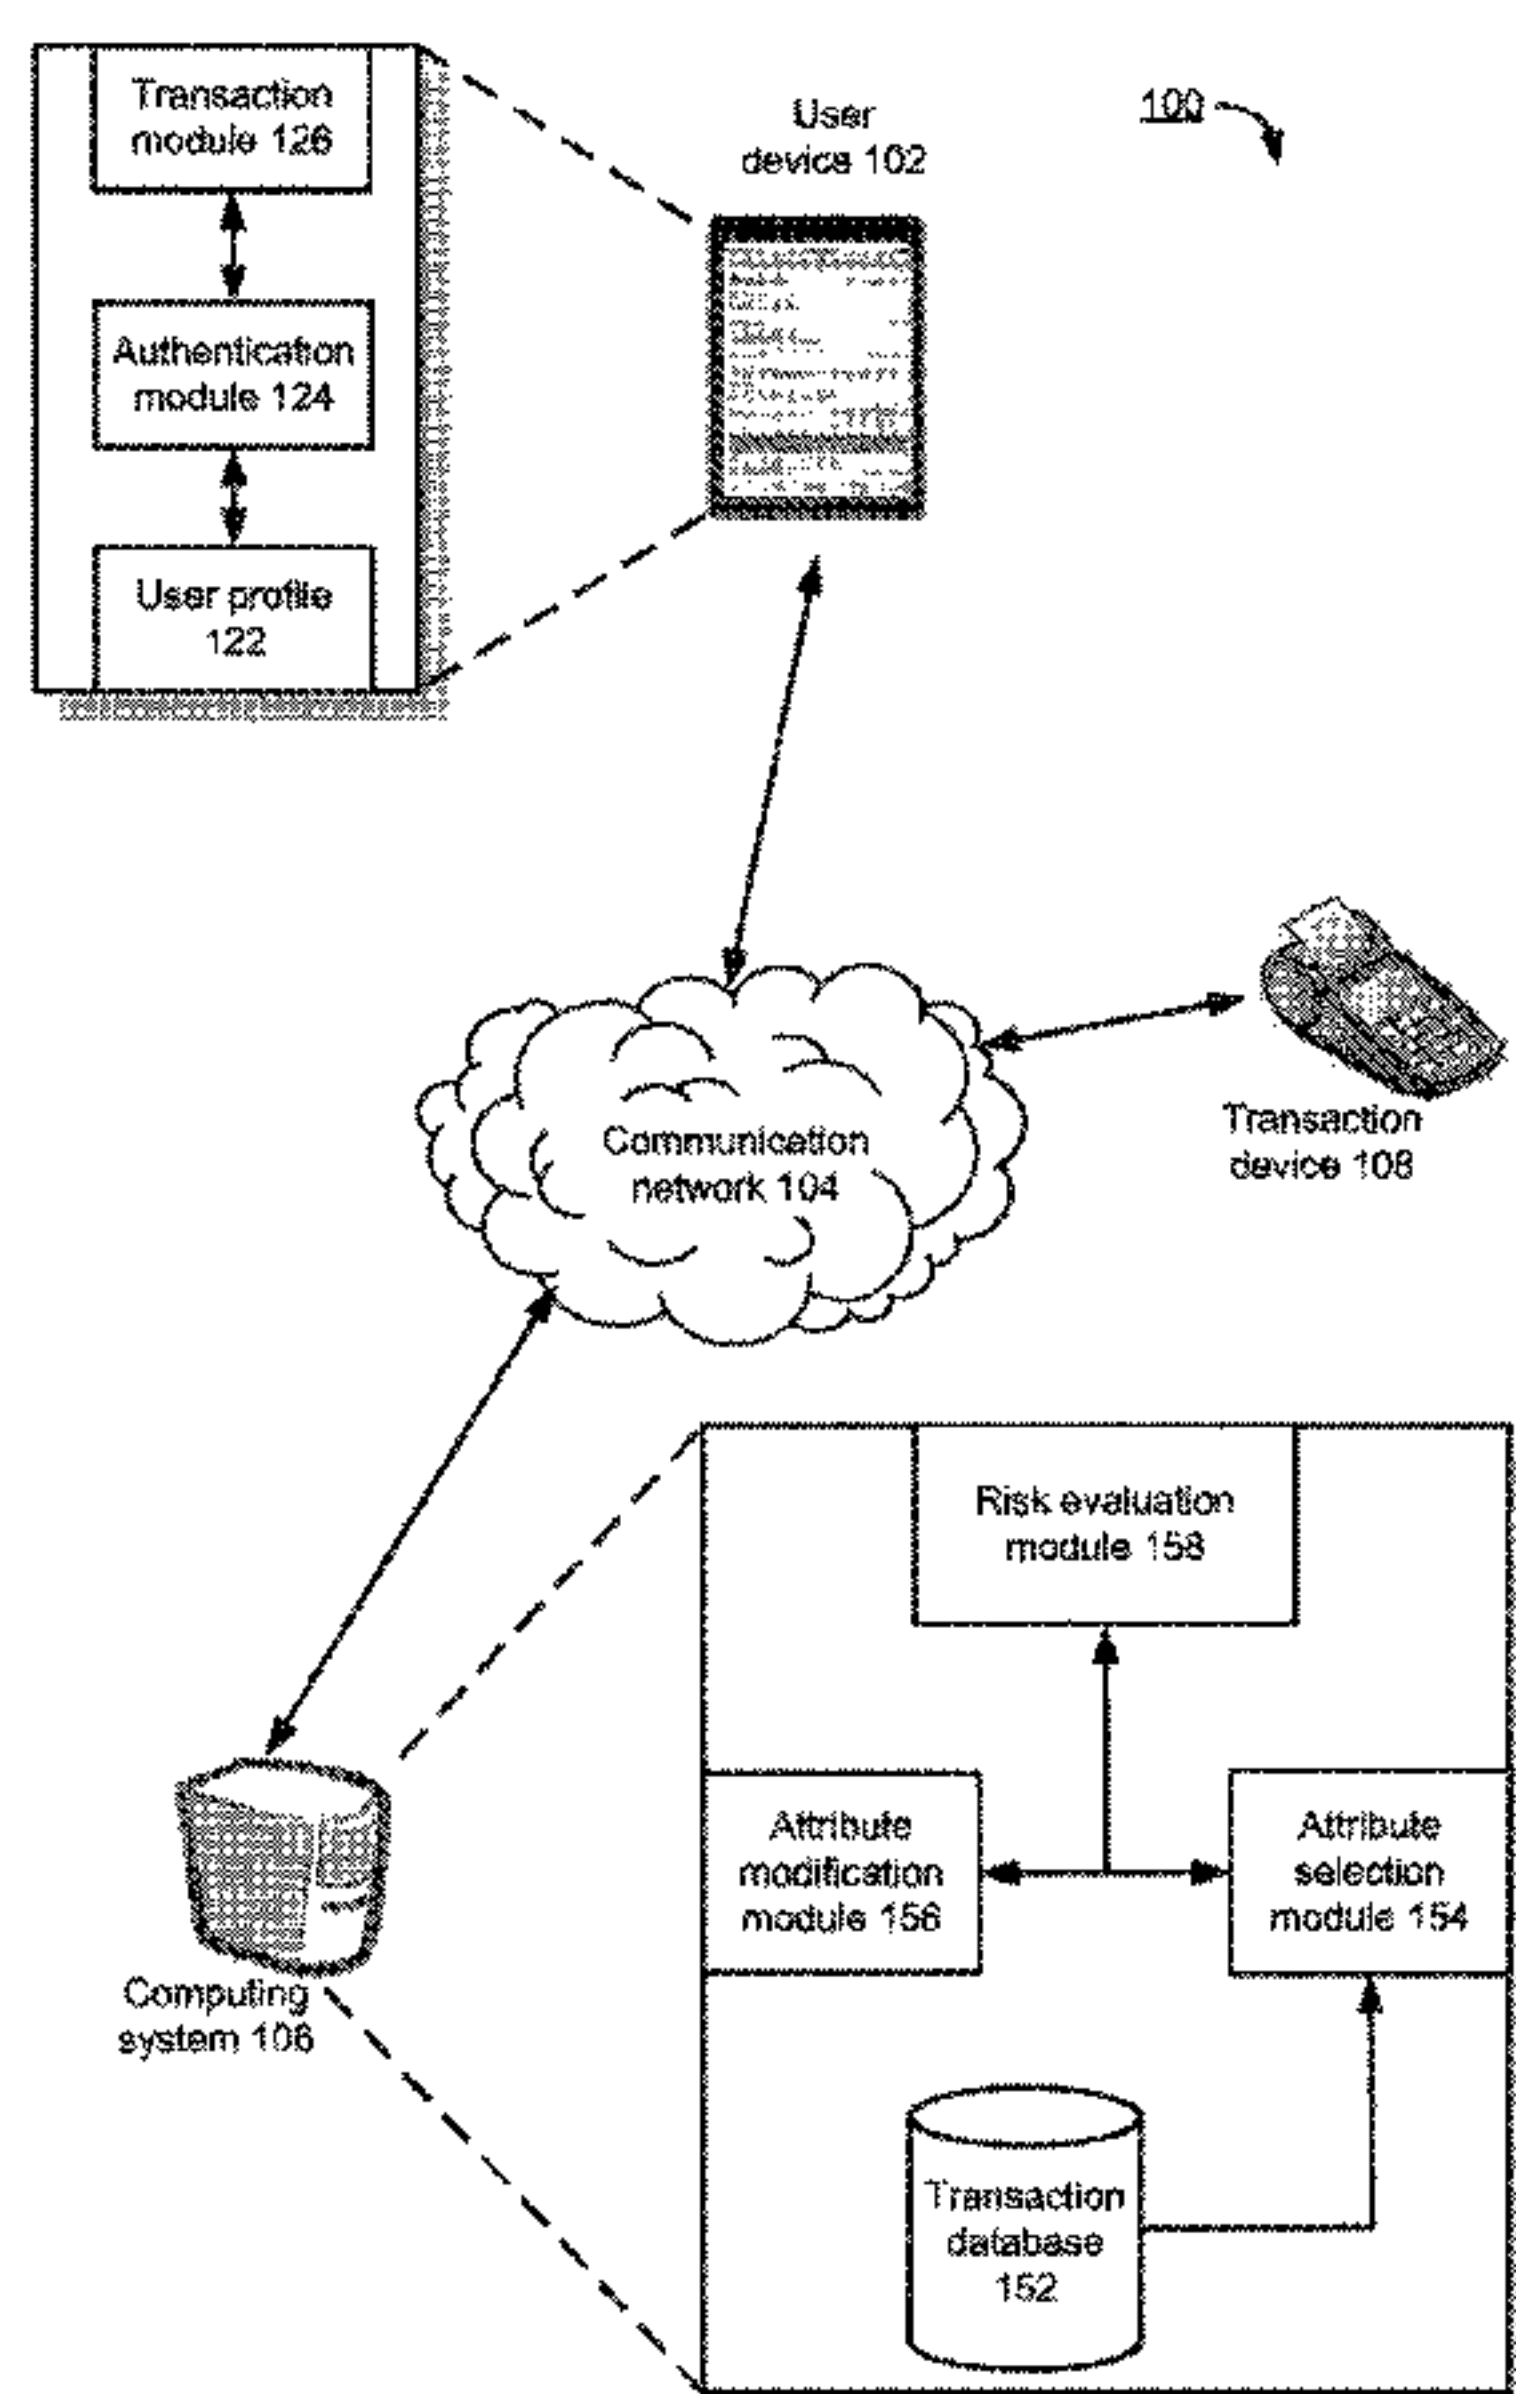 Transaction
module 126
User
device 102
100
Authentication
module 124
User profile
122
Communication
network 104
Transaction
device 108
Risk evaluation
module 158
Attribute
modification
module 156
Attribute
selection
module 154
Computing
system 106
Transaction
database
152